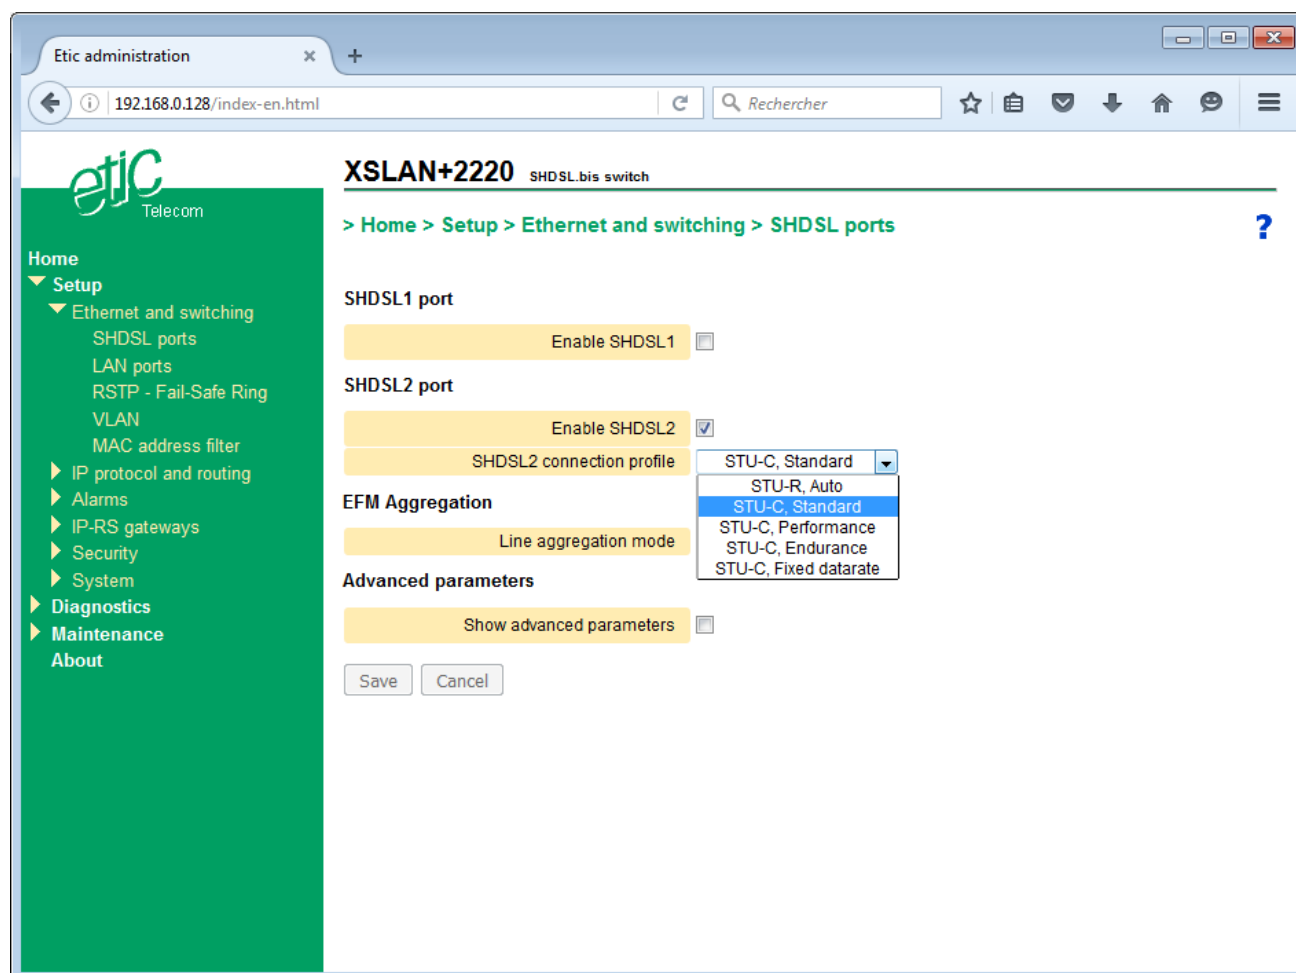 Etic administration
192.168.0.128/index-en.html
Rechercher
etic
Telecom
XSLAN+2220 SHDSL.bis switch
> Home > Setup > Ethernet and switching > SHDSL ports
?
Home
Setup
Ethernet and switching
SHDSL ports
LAN ports
RSTP - Fail-Safe Ring
VLAN
MAC address filter
IP protocol and routing
Alarms
IP-RS gateways
Security
System
Diagnostics
Maintenance
About
SHDSL1 port
Enable SHDSL1
SHDSL2 port
Enable SHDSL2
SHDSL2 connection profile STU-C, Standard
STU-R, Auto
STU-C, Standard
STU-C, Performance
STU-C, Endurance
STU-C, Fixed datarate
EFM Aggregation
Line aggregation mode
Advanced parameters
Show advanced parameters
Save Cancel